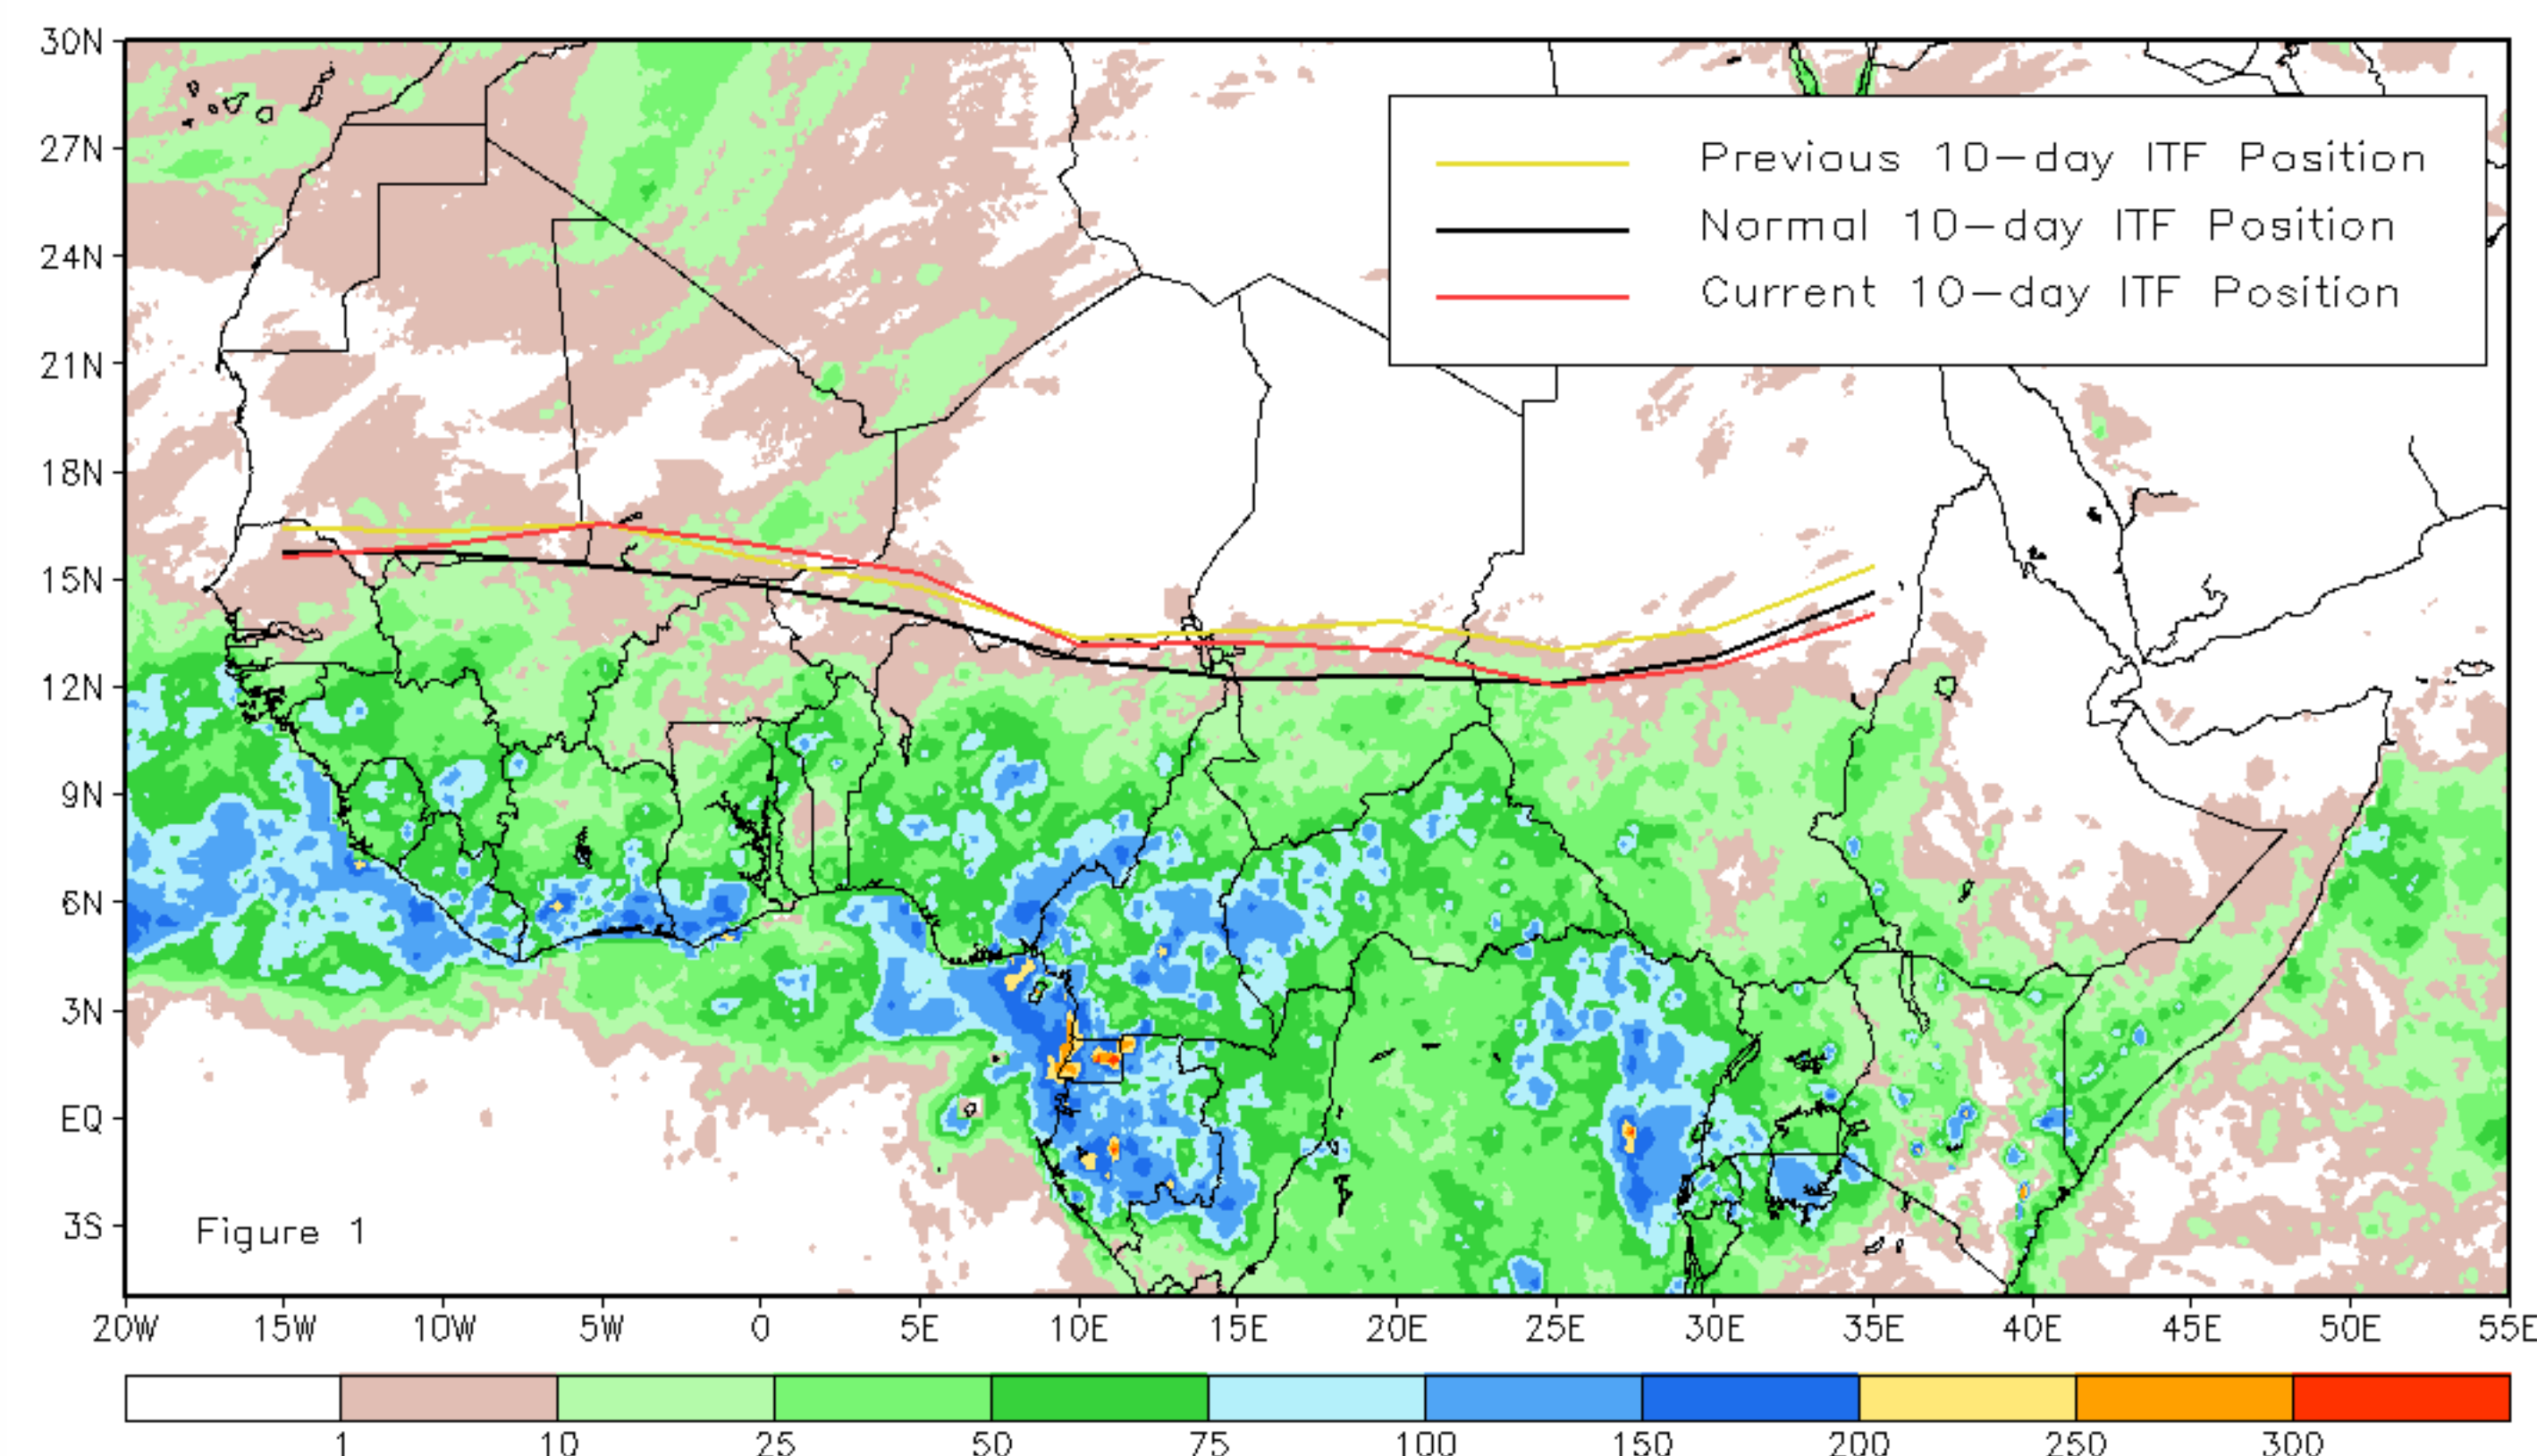 30N
27N
24N
21N
18N
15N
12N
9N
6N
3N
EQ
3S
Previous 10-day ITF Position
Normal 10-day ITF Position
Current 10-day ITF Position
Figure 1
20W 15W 10W 5W 0 5E 10E 15E 20E 25E 30E 35E 40E 45E 50E 55E
1 10 25 50 75 100 150 200 250 300